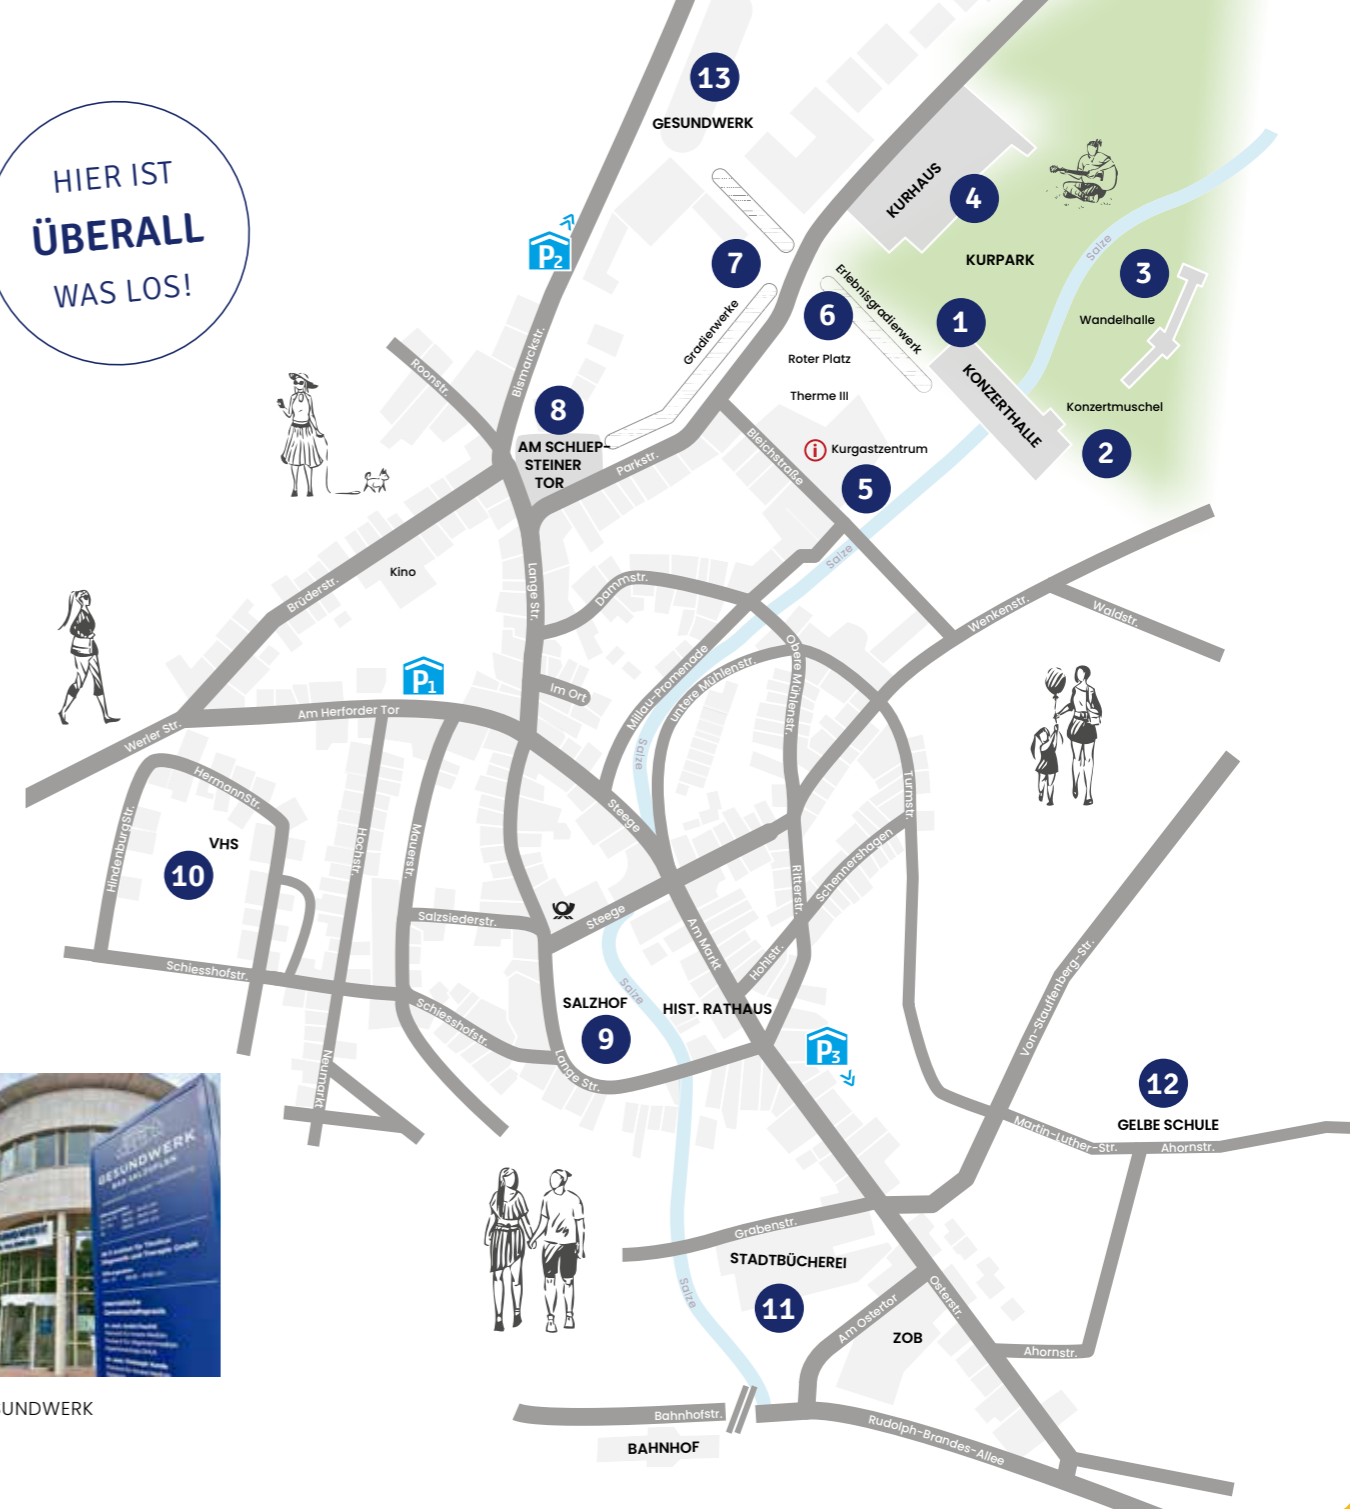 HIER IST
ÜBERALL
WAS LOS!
13
GESUNDWERK
KURHAUS
4
P2
7
KURPARK
Salze
3
Wandelhalle
Erlebnisgradierwerk
6
1
Gradierwerke
Roter Platz
Therme III
KONZERTHALLE
Konzertmuschel
2
Roonstr.
Bismarckstr.
8
AM SCHLIEP-
STEINER
TOR
Parkstr.
Bleichstraße
i Kurgastzentrum
5
Salze
Kino
Brüderstr.
Lange Str.
Dammstr.
Wenkenstr.
Waldstr.
P1
Im Ort
Millau-Promenade
untere Mühlenstr.
Obere Mühlenstr.
Am Herforder Tor
Werler Str.
Salze
HermannStr.
HindenburgStr.
VHS
10
Hochstr.
Mauerstr.
Steege
Turmstr.
Schennershagen
Ritterstr.
Salzsiederstr.
Steege
Am Markt
Hohlstr.
Schiesshofstr.
Salze
SALZHOF
9
HIST. RATHAUS
Schiesshofstr.
Lange Str.
Neumarkt
P3
Von-Stauffenberg-Str.
12
GELBE SCHULE
Martin-Luther-Str.
Ahornstr.
GESUNDWERK
BAD SALZUFLEN
Grabenstr.
STADTBÜCHEREI
11
Salze
Am Ostertor
Osterstr.
ZOB
Ahornstr.
Bahnhofstr.
BAHNHOF
Rudolph-Brandes-Allee
SUNDWERK